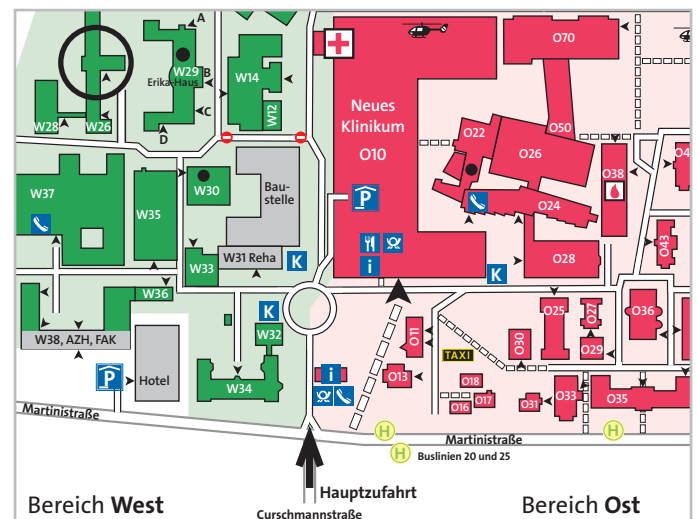 A
O70
W29
B
Erika-Haus
W14
Neues
Klinikum
O10
C
W12
O22
O50
W28
W26
D
O26
O38
W37
W35
W30
Bau-
stelle
P
O24
W31 Reha
K
i
K
O28
O43
W33
W36
K
O25
O27
O36
W38, AZH, FAK
W32
O11
O30
O29
TAXI
P
Hotel
W34
i
O13
O18
O16
O17
O31
O33
O35
Martinistraße
H
H
H
Martinistraße
Buslinien 20 und 25
Hauptzufahrt
Bereich West
Bereich Ost
Curschmannstraße